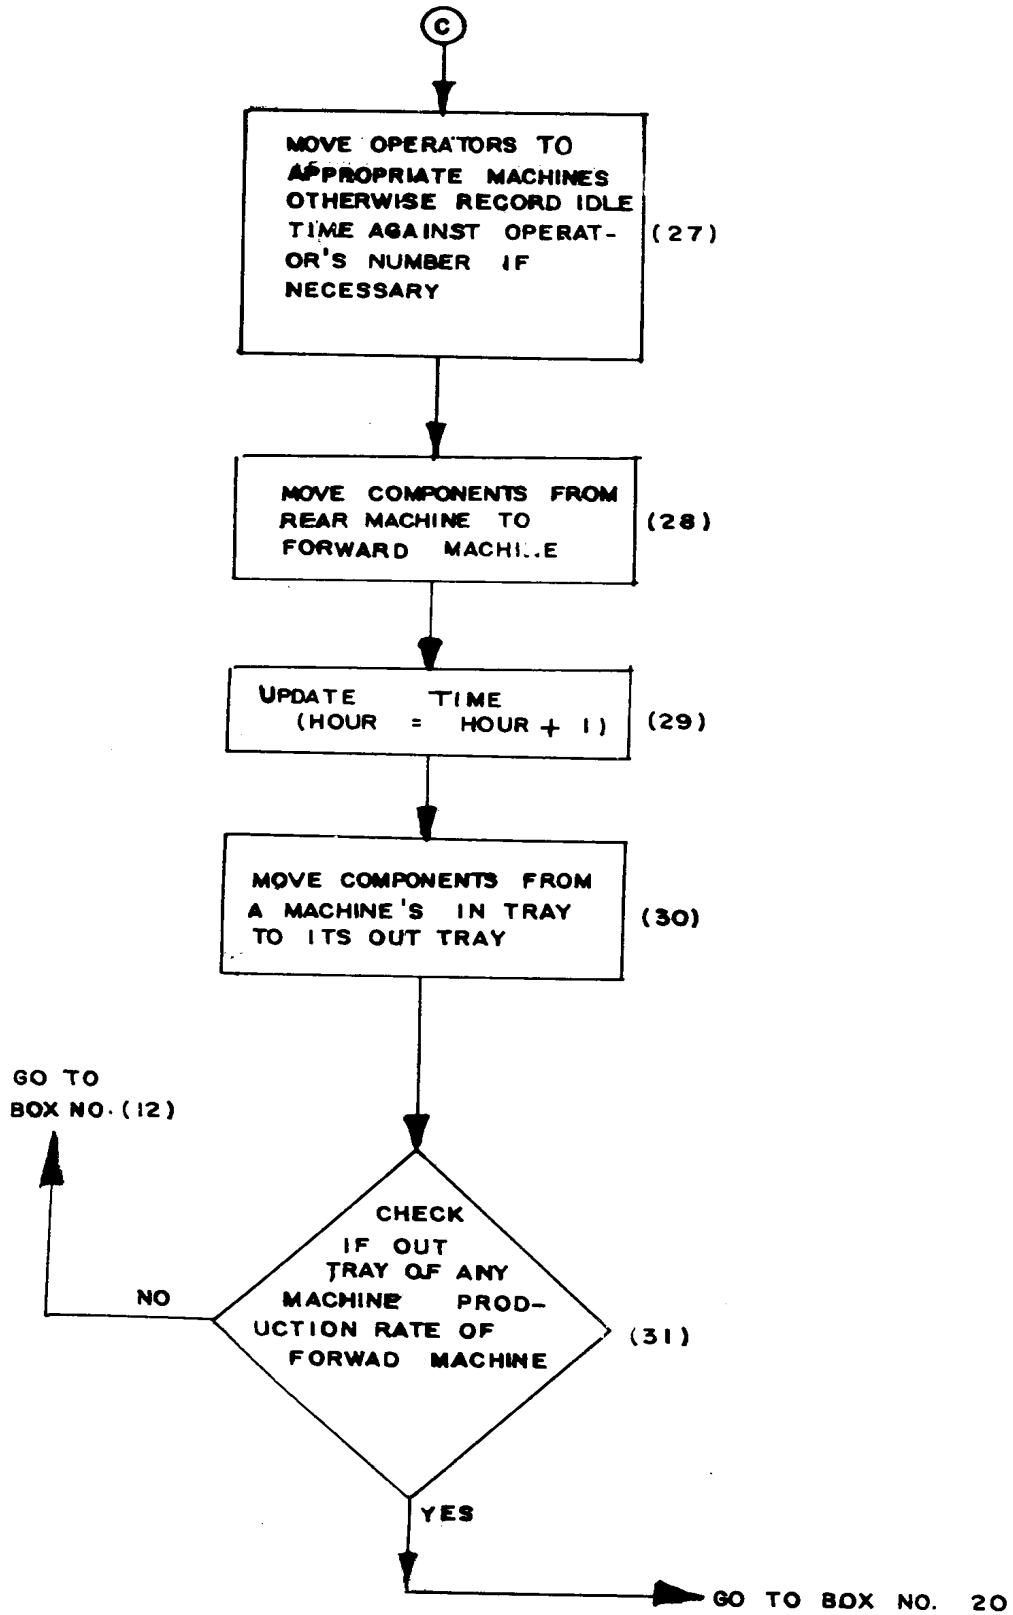 C
MOVE OPERATORS TO
APPROPRIATE MACHINES
OTHERWISE RECORD IDLE
TIME AGAINST OPERAT-
OR'S NUMBER IF
NECESSARY
(27)
MOVE COMPONENTS FROM
REAR MACHINE TO
FORWARD
(28)
UPDATE TIME
(HOUR = HOUR + 1)
(29)
MOVE COMPONENTS FROM
A MACHINE'S IN TRAY
TO ITS OUT TRAY
(30)
GO TO
BOX NO. (12)
NO
CHECK
IF OUT
TRAY OF ANY
MACHINE PROD-
UCTION RATE OF
FORWAD MACHINE
(31)
YES
GO TO BOX NO. 20